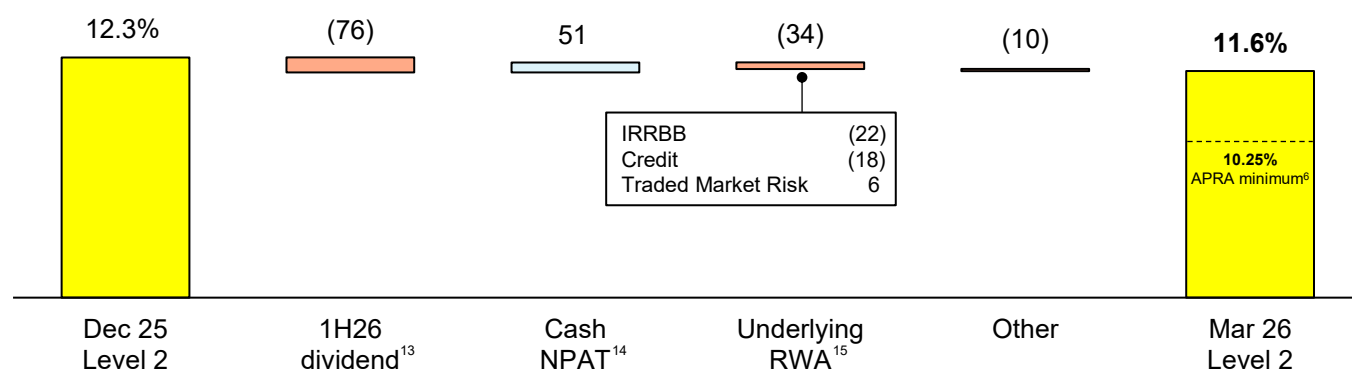 12.3% (76) 51 (34) (10) 11.6%
IRRBB (22)
Credit (18)
Traded Market Risk 6
10.25%
APRA minimum⁶
Dec 25 1H26 Cash Underlying Other Mar 26
Level 2 dividend¹³ NPAT¹⁴ RWA¹⁵ Level 2